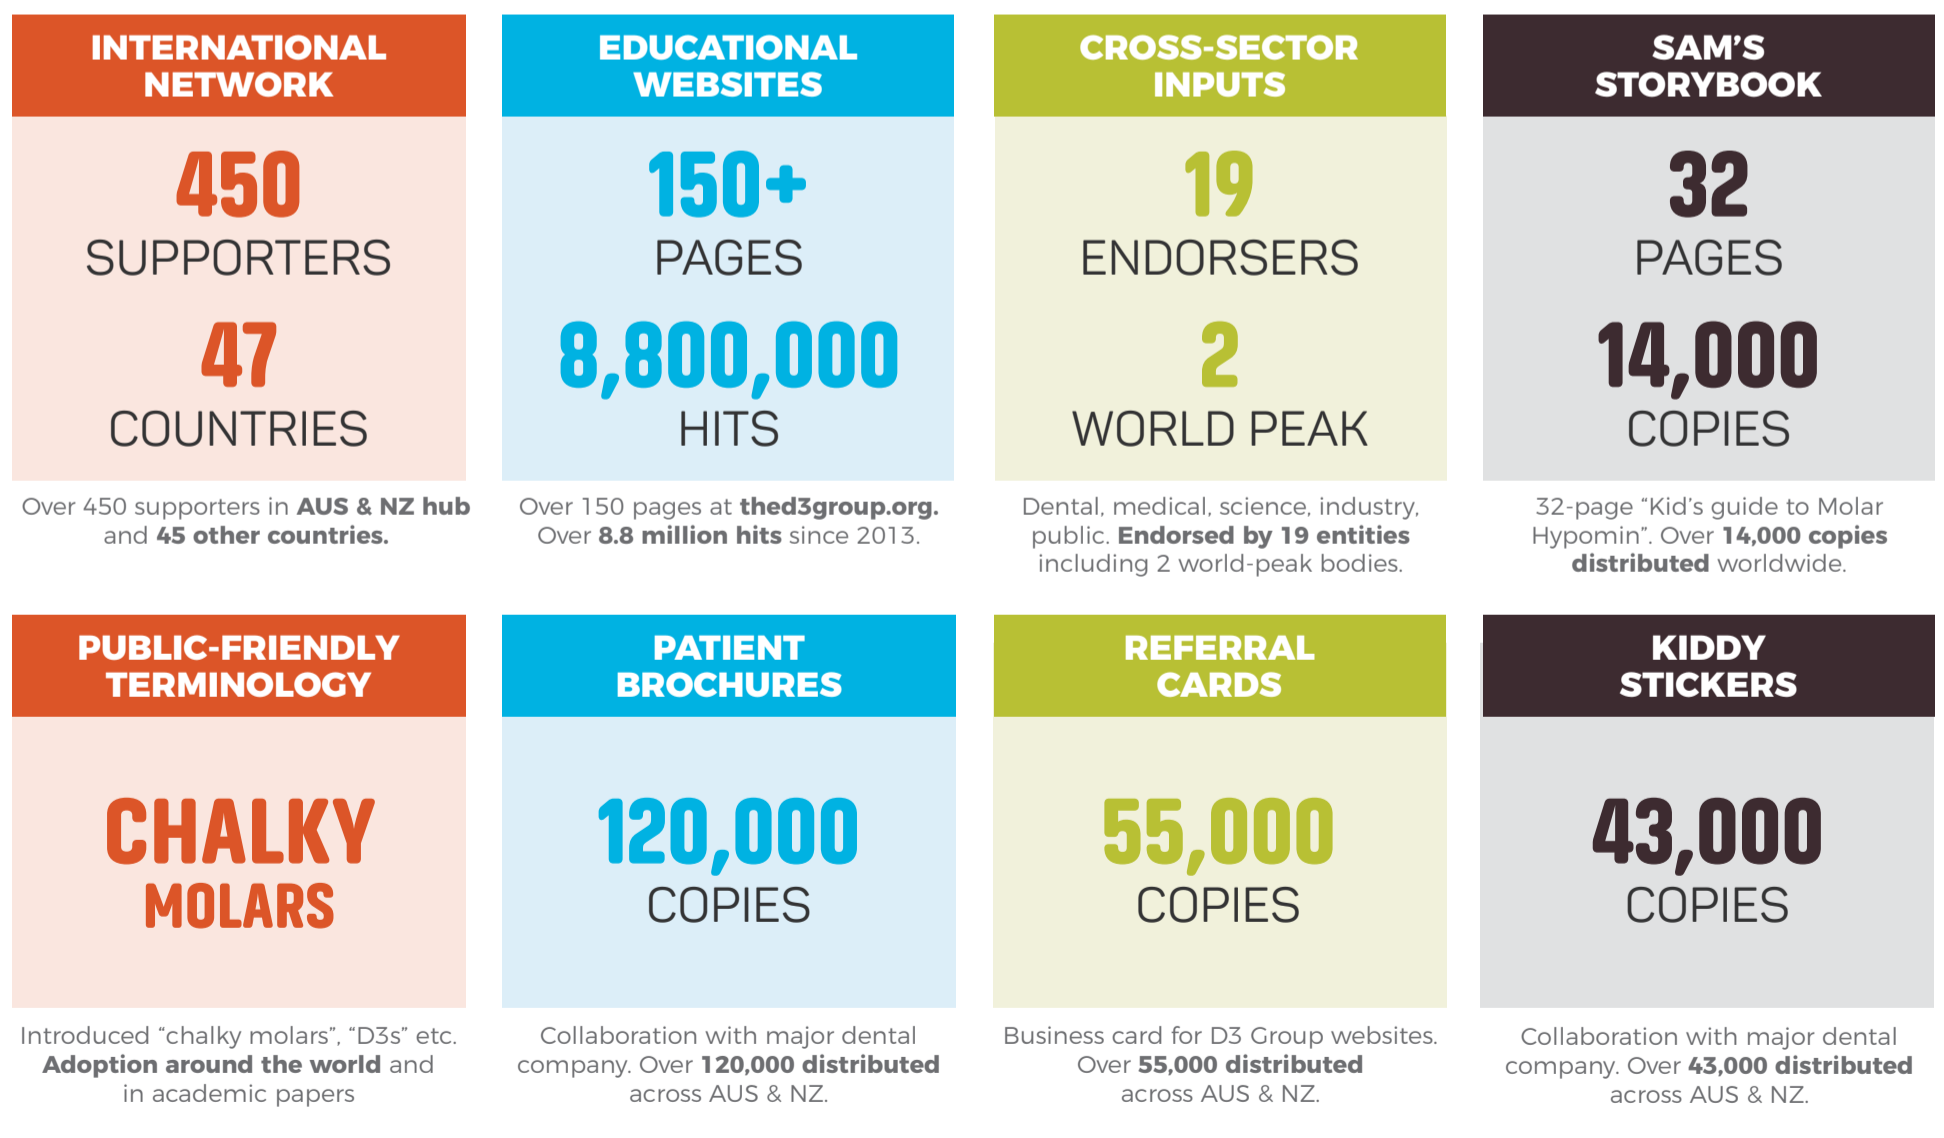 INTERNATIONAL
NETWORK
450
SUPPORTERS
47
COUNTRIES
Over 450 supporters in AUS & NZ hub
and 45 other countries.
EDUCATIONAL
WEBSITES
150+
PAGES
8,800,000
HITS
Over 150 pages at thed3group.org.
Over 8.8 million hits since 2013.
CROSS-SECTOR
INPUTS
19
ENDORSERS
2
WORLD PEAK
Dental, medical, science, industry,
public. Endorsed by 19 entities
including 2 world-peak bodies.
SAM’S
STORYBOOK
32
PAGES
14,000
COPIES
32-page “Kid’s guide to Molar
Hypomin”. Over 14,000 copies
distributed worldwide.
PUBLIC-FRIENDLY
TERMINOLOGY
CHALKY
MOLARS
Introduced “chalky molars”, “D3s” etc.
Adoption around the world and
in academic papers
PATIENT
BROCHURES
120,000
COPIES
Collaboration with major dental
company. Over 120,000 distributed
across AUS & NZ.
REFERRAL
CARDS
55,000
COPIES
Business card for D3 Group websites.
Over 55,000 distributed
across AUS & NZ.
KIDDY
STICKERS
43,000
COPIES
Collaboration with major dental
company. Over 43,000 distributed
across AUS & NZ.